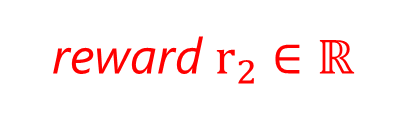 reward r₂ ∈ ℝ